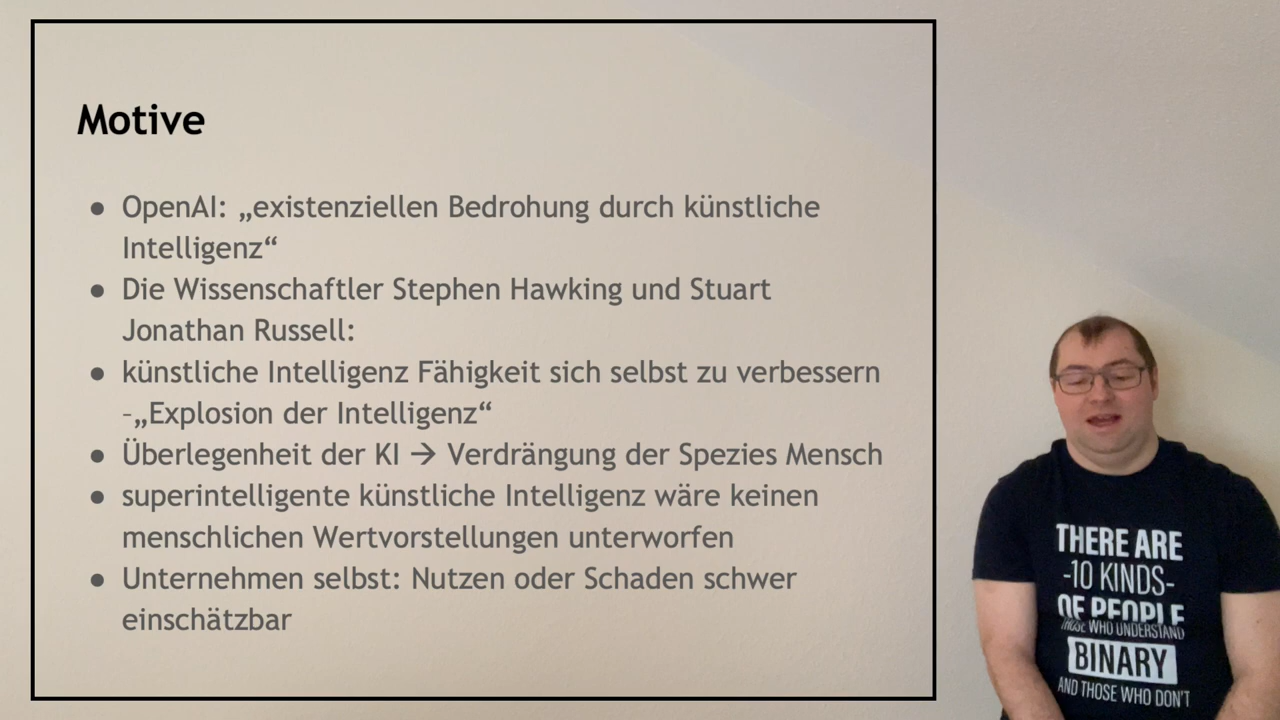 Motive
● OpenAI: „existenziellen Bedrohung durch künstliche
Intelligenz“
● Die Wissenschaftler Stephen Hawking und Stuart
Jonathan Russell:
● künstliche Intelligenz Fähigkeit sich selbst zu verbessern
–„Explosion der Intelligenz“
● Überlegenheit der KI → Verdrängung der Spezies Mensch
● superintelligente künstliche Intelligenz wäre keinen
menschlichen Wertvorstellungen unterworfen
● Unternehmen selbst: Nutzen oder Schaden schwer
einschätzbar
THERE ARE
-10 KINDS-
OF PEOPLE
THOSE WHO UNDERSTAND
BINARY
AND THOSE WHO DON'T